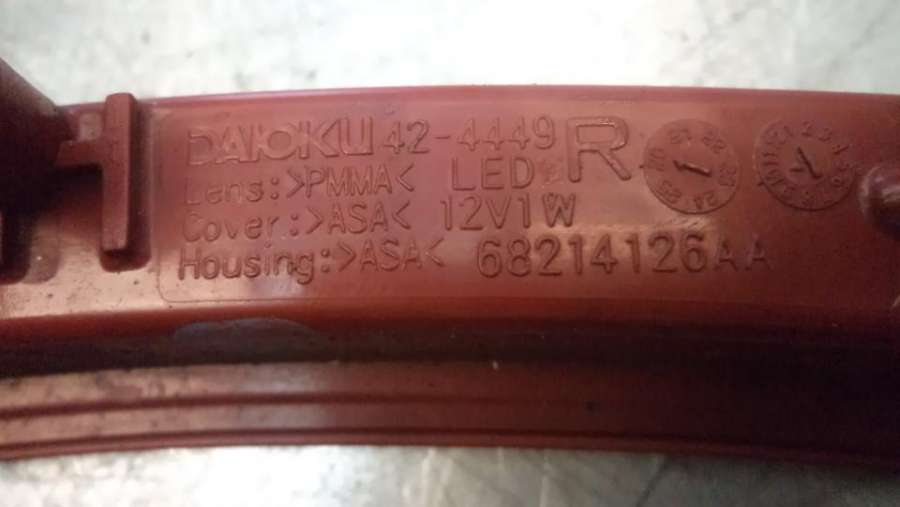 DAIOKU 42-4449 R
Lens:>PMMA< LED
Cover:>ASA< 12V1W
Housing:>ASA< 68214126AA